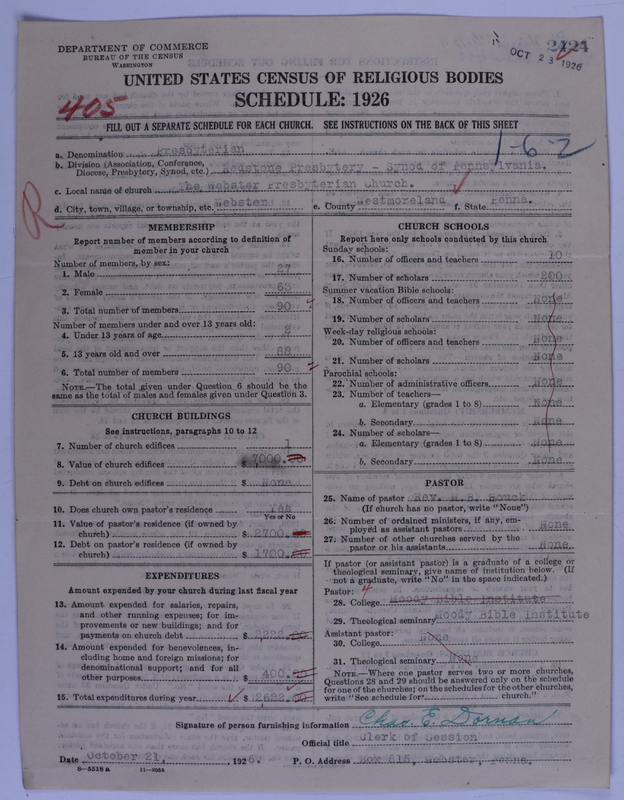 DEPARTMENT OF COMMERCE
BUREAU OF THE CENSUS
WASHINGTON
OCT 23 1926
2424
UNITED STATES CENSUS OF RELIGIOUS BODIES
SCHEDULE: 1926
405
FILL OUT A SEPARATE SCHEDULE FOR EACH CHURCH. SEE INSTRUCTIONS ON THE BACK OF THIS SHEET
1-6-2
a. Denomination Presbyterian
b. Division (Association, Conference,
Diocese, Presbytery, Synod, etc.) Redstone Presbytery - Synod of Pennsylvania.
c. Local name of church The Webster Presbyterian Church.
d. City, town, village, or township, etc. Webster e. County Westmoreland f. State Penna.
R
MEMBERSHIP
Report number of members according to definition of
member in your church
Number of members, by sex:
1. Male 27
2. Female 63
3. Total number of members 90
Number of members under and over 13 years old:
4. Under 13 years of age 2
5. 13 years old and over 88
6. Total number of members 90
NOTE.—The total given under Question 6 should be
the same as the total of males and females given under Question 3.
CHURCH BUILDINGS
See instructions, paragraphs 10 to 12
7. Number of church edifices 1
8. Value of church edifices $ 7000.
9. Debt on church edifices $ None
10. Does church own pastor's residence Yes
Yes or No
11. Value of pastor's residence (if owned by
church) $ 2700.
12. Debt on pastor's residence (if owned by
church) $ 1700.
EXPENDITURES
Amount expended by your church during last fiscal year
13. Amount expended for salaries, repairs,
and other running expenses; for im-
provements or new buildings; and for
payments on church debt $ 2222.
14. Amount expended for benevolences, in-
cluding home and foreign missions; for
denominational support; and for all
other purposes $ 400.
15. Total expenditures during year $ 2622.
CHURCH SCHOOLS
Report here only schools conducted by this church
Sunday schools:
16. Number of officers and teachers 10
17. Number of scholars 200
Summer vacation Bible schools:
18. Number of officers and teachers None
19. Number of scholars None
Week-day religious schools:
20. Number of officers and teachers None
21. Number of scholars None
Parochial schools:
22. Number of administrative officers None
23. Number of teachers—
a. Elementary (grades 1 to 8) None
b. Secondary None
24. Number of scholars—
a. Elementary (grades 1 to 8) None
b. Secondary None
PASTOR
25. Name of pastor Rev. M.B. Houck
(If church has no pastor, write "None")
26. Number of ordained ministers, if any, em-
ployed as assistant pastors None
27. Number of other churches served by the
pastor or his assistants None
If pastor (or assistant pastor) is a graduate of a college or
theological seminary, give name of institution below. (If
not a graduate, write "No" in the space indicated.)
Pastor: 4
28. College Moody Bible Institute
29. Theological seminary Moody Bible Institute
Assistant pastor:
30. College None
31. Theological seminary None
NOTE.—Where one pastor serves two or more churches,
Questions 28 and 29 should be answered only on the schedule
for one of the churches; on the schedules for the other churches,
write "See schedule for church."
Signature of person furnishing information Chas. E. Dornan
Official title Clerk of Session
Date October 21, 1926. P. O. Address Box 615, Webster, Penna.
8—5518 a 11—9054